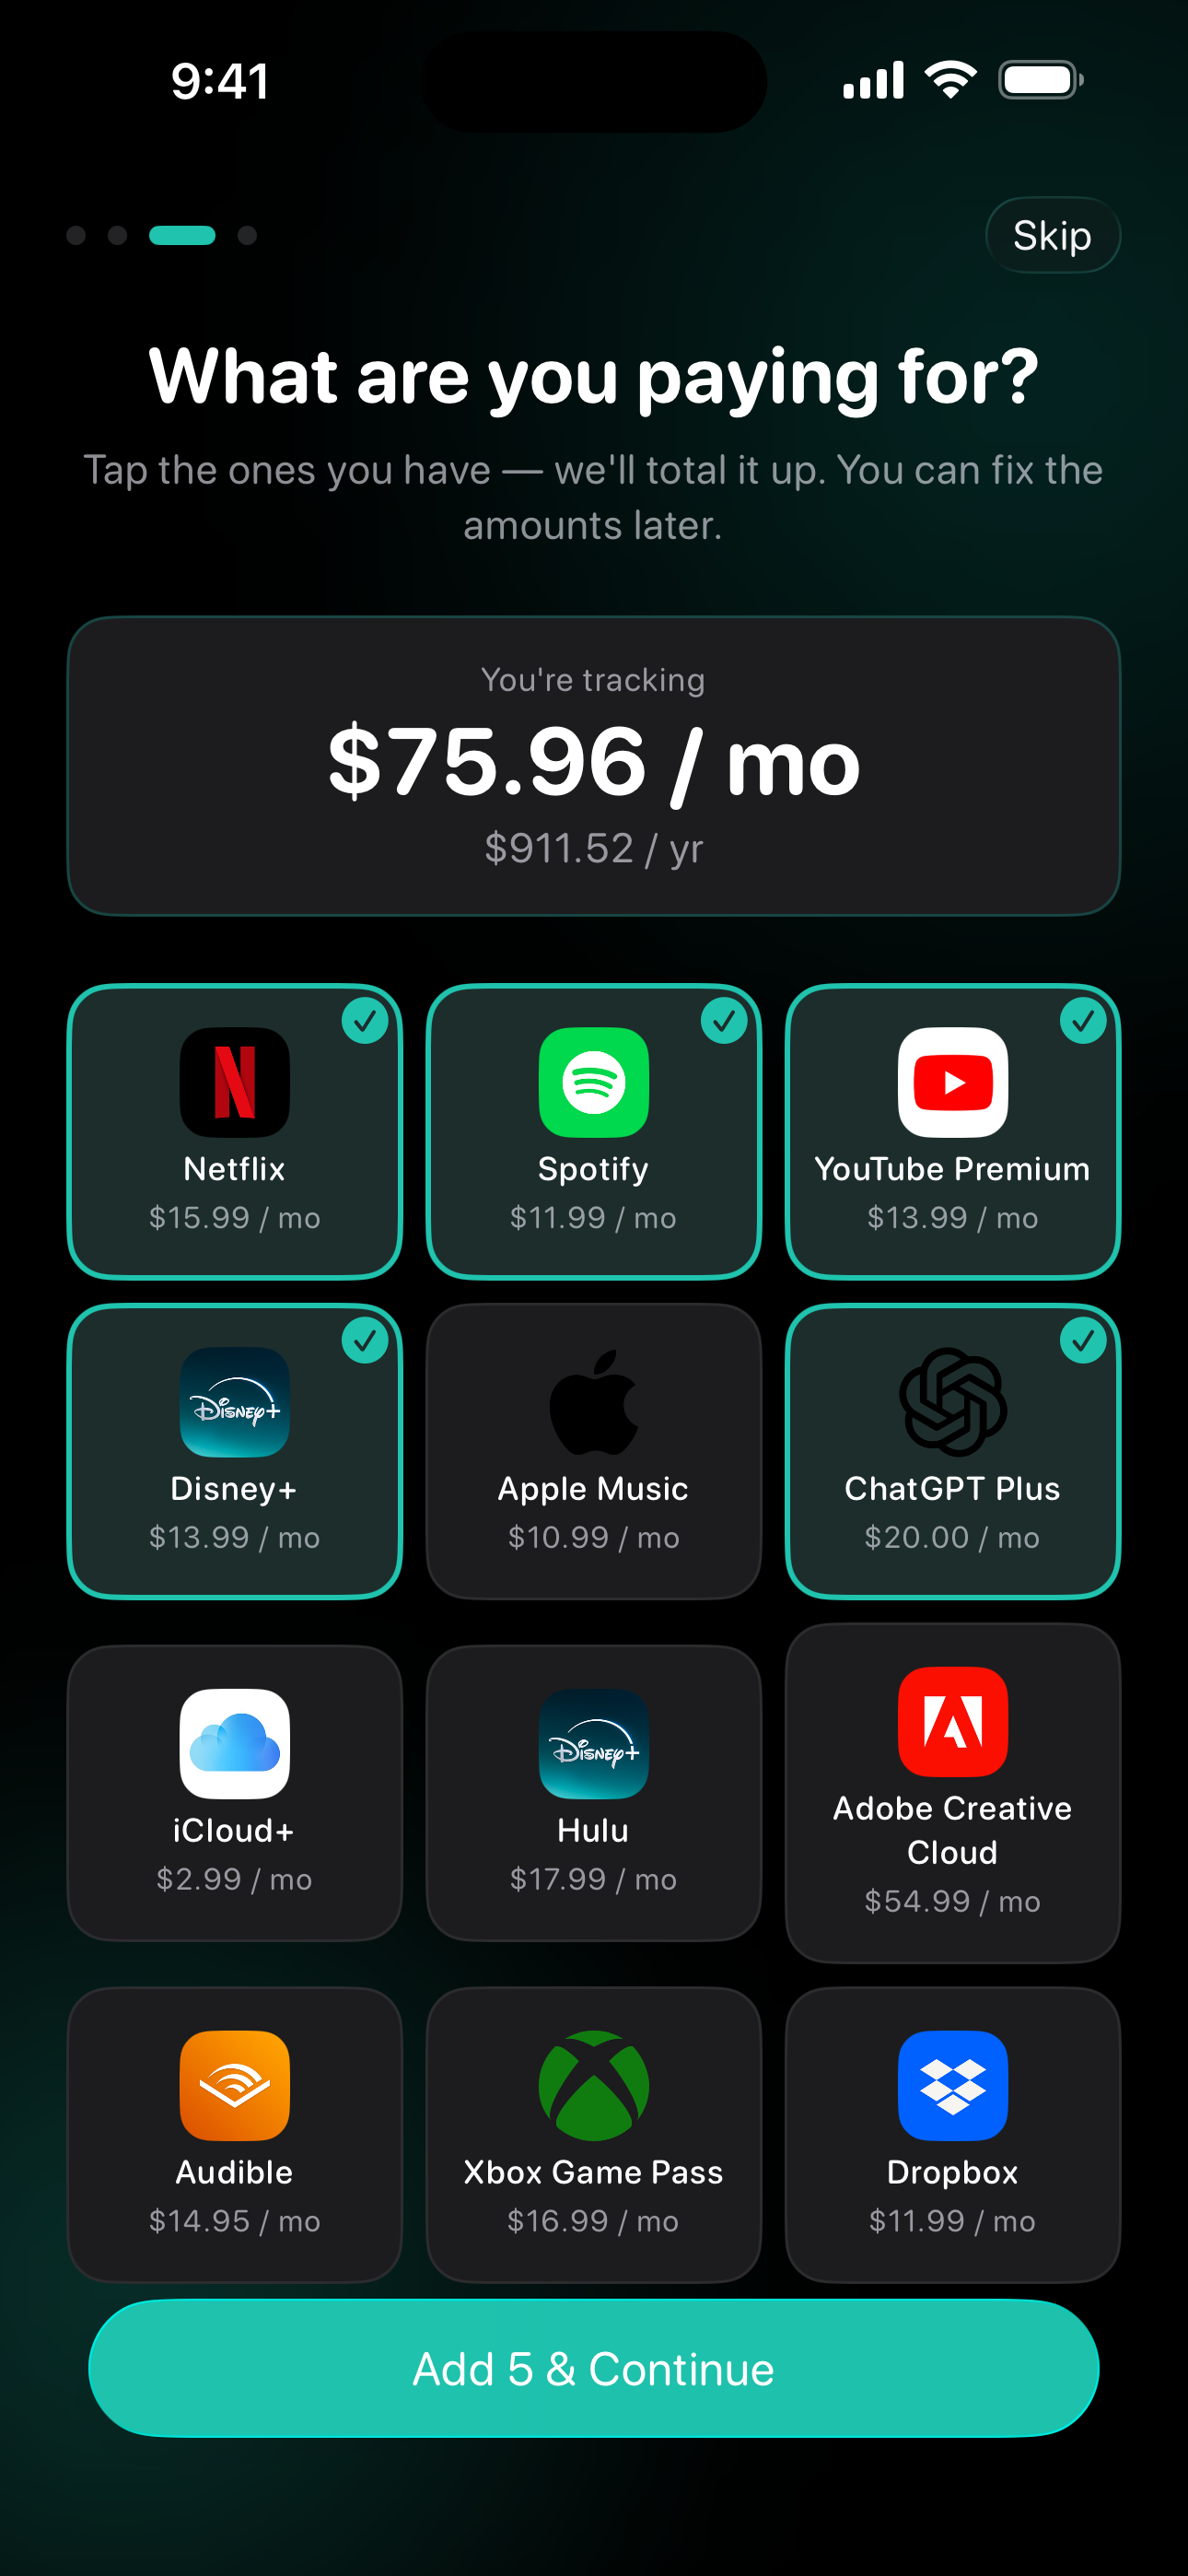 9:41
Skip
What are you paying for?
Tap the ones you have — we'll total it up. You can fix the
amounts later.
You're tracking
$75.96 / mo
$911.52 / yr
Netflix
$15.99 / mo
Spotify
$11.99 / mo
YouTube Premium
$13.99 / mo
Disney+
Disney+
$13.99 / mo
Apple Music
$10.99 / mo
ChatGPT Plus
$20.00 / mo
iCloud+
$2.99 / mo
Disney+
Hulu
$17.99 / mo
Adobe Creative
Cloud
$54.99 / mo
Audible
$14.95 / mo
Xbox Game Pass
$16.99 / mo
Dropbox
$11.99 / mo
Add 5 & Continue